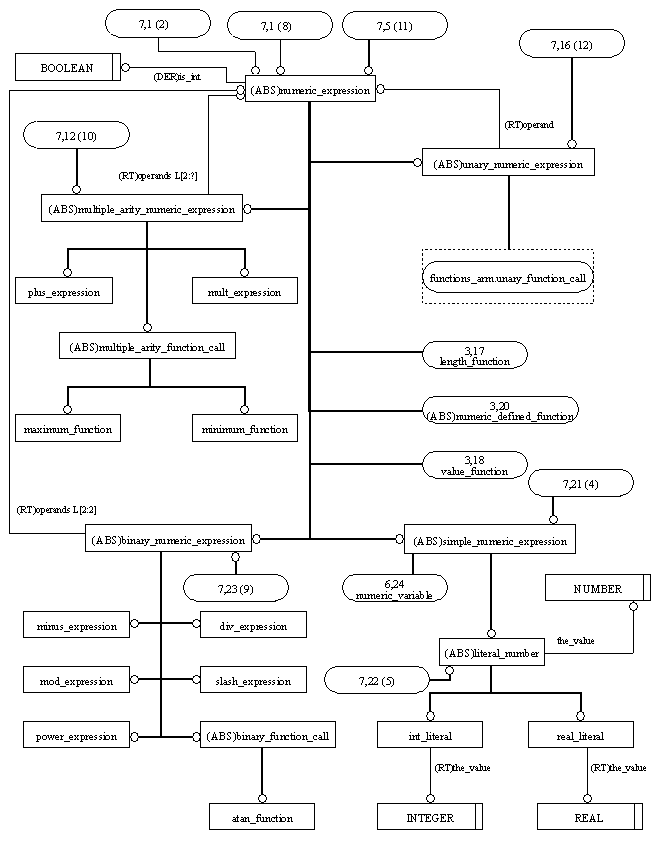 7,1 (2)
7,1 (8)
7,5 (11)
7,16 (12)
BOOLEAN
(DER)is_int
(ABS)numeric_expression
(RT)operand
7,12 (10)
(RT)operands L[2:?]
(ABS)unary_numeric_expression
(ABS)multiple_arity_numeric_expression
functions_arm.unary_function_call
plus_expression
mult_expression
(ABS)multiple_arity_function_call
3,17
length_function
3,20
(ABS)numeric_defined_function
maximum_function
minimum_function
3,18
value_function
7,21 (4)
(RT)operands L[2:2]
(ABS)binary_numeric_expression
(ABS)simple_numeric_expression
7,23 (9)
6,24
numeric_variable
NUMBER
minus_expression
div_expression
the_value
(ABS)literal_number
mod_expression
slash_expression
7,22 (5)
power_expression
(ABS)binary_function_call
int_literal
real_literal
(RT)the_value
(RT)the_value
atan_function
INTEGER
REAL